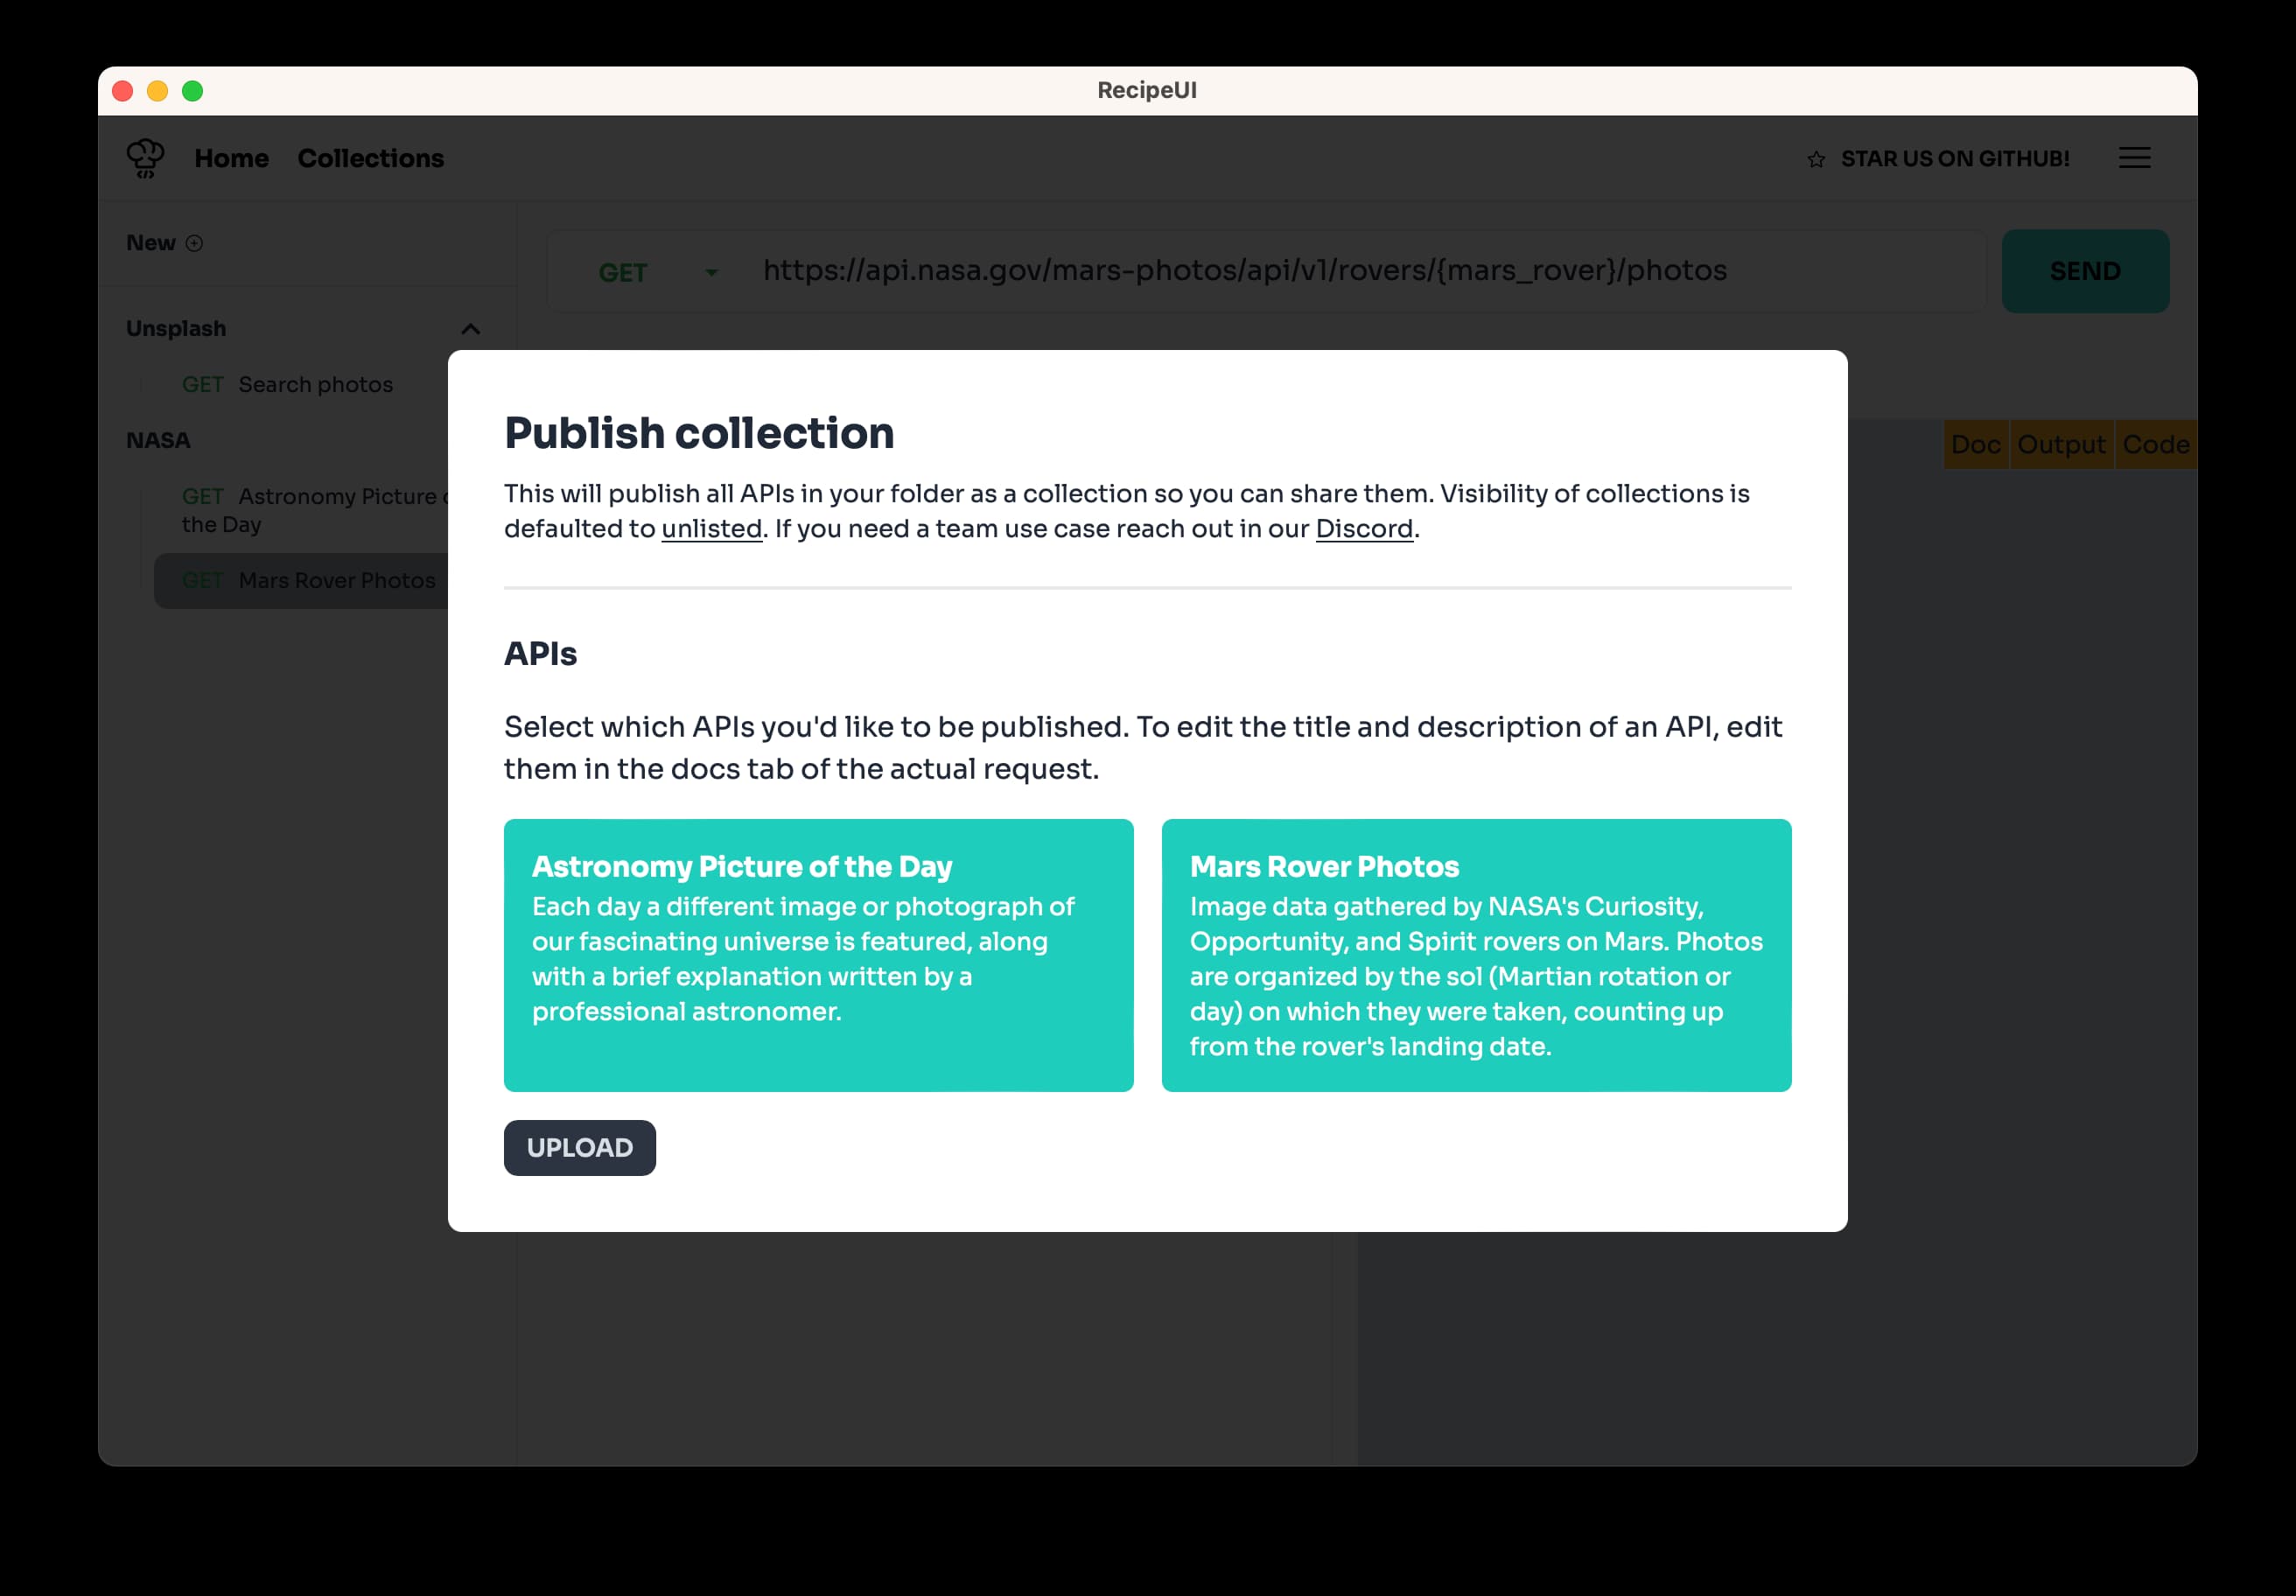 RecipeUI
Home Collections
STAR US ON GITHUB!
New
GET https://api.nasa.gov/mars-photos/api/v1/rovers/{mars_rover}/photos SEND
Unsplash
GET Search photos
NASA
GET Astronomy Picture
the Day
GET Mars Rover Photos
Doc Output Code
Publish collection
This will publish all APIs in your folder as a collection so you can share them. Visibility of collections is
defaulted to unlisted. If you need a team use case reach out in our Discord.
APIs
Select which APIs you'd like to be published. To edit the title and description of an API, edit
them in the docs tab of the actual request.
Astronomy Picture of the Day
Each day a different image or photograph of
our fascinating universe is featured, along
with a brief explanation written by a
professional astronomer.
Mars Rover Photos
Image data gathered by NASA's Curiosity,
Opportunity, and Spirit rovers on Mars. Photos
are organized by the sol (Martian rotation or
day) on which they were taken, counting up
from the rover's landing date.
UPLOAD